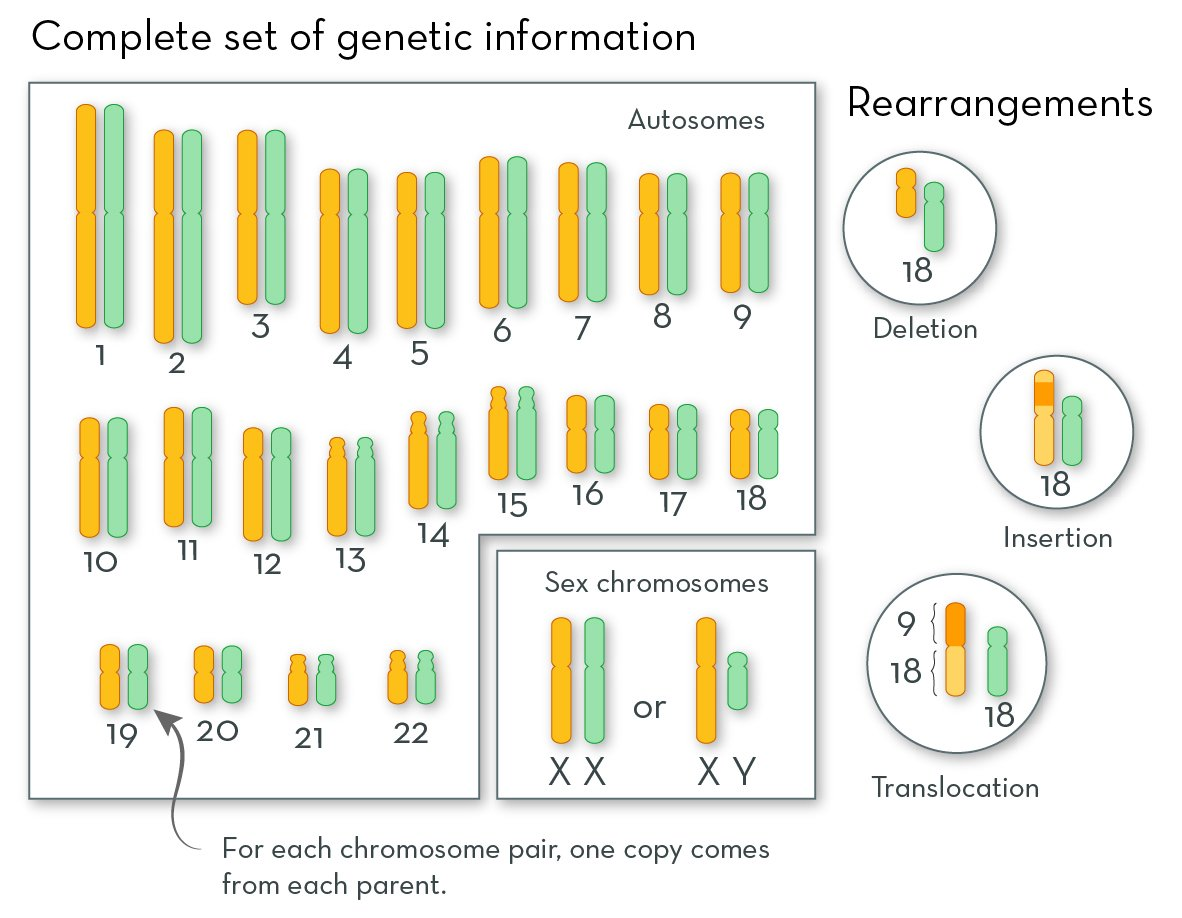 Complete set of genetic information
Autosomes
1
2
3
4
5
6
7
8
9
10
11
12
13
14
15
16
17
18
19
20
21
22
For each chromosome pair, one copy comes
from each parent.
Sex chromosomes
or
X X
X Y
Rearrangements
18
Deletion
18
Insertion
9
18
18
Translocation